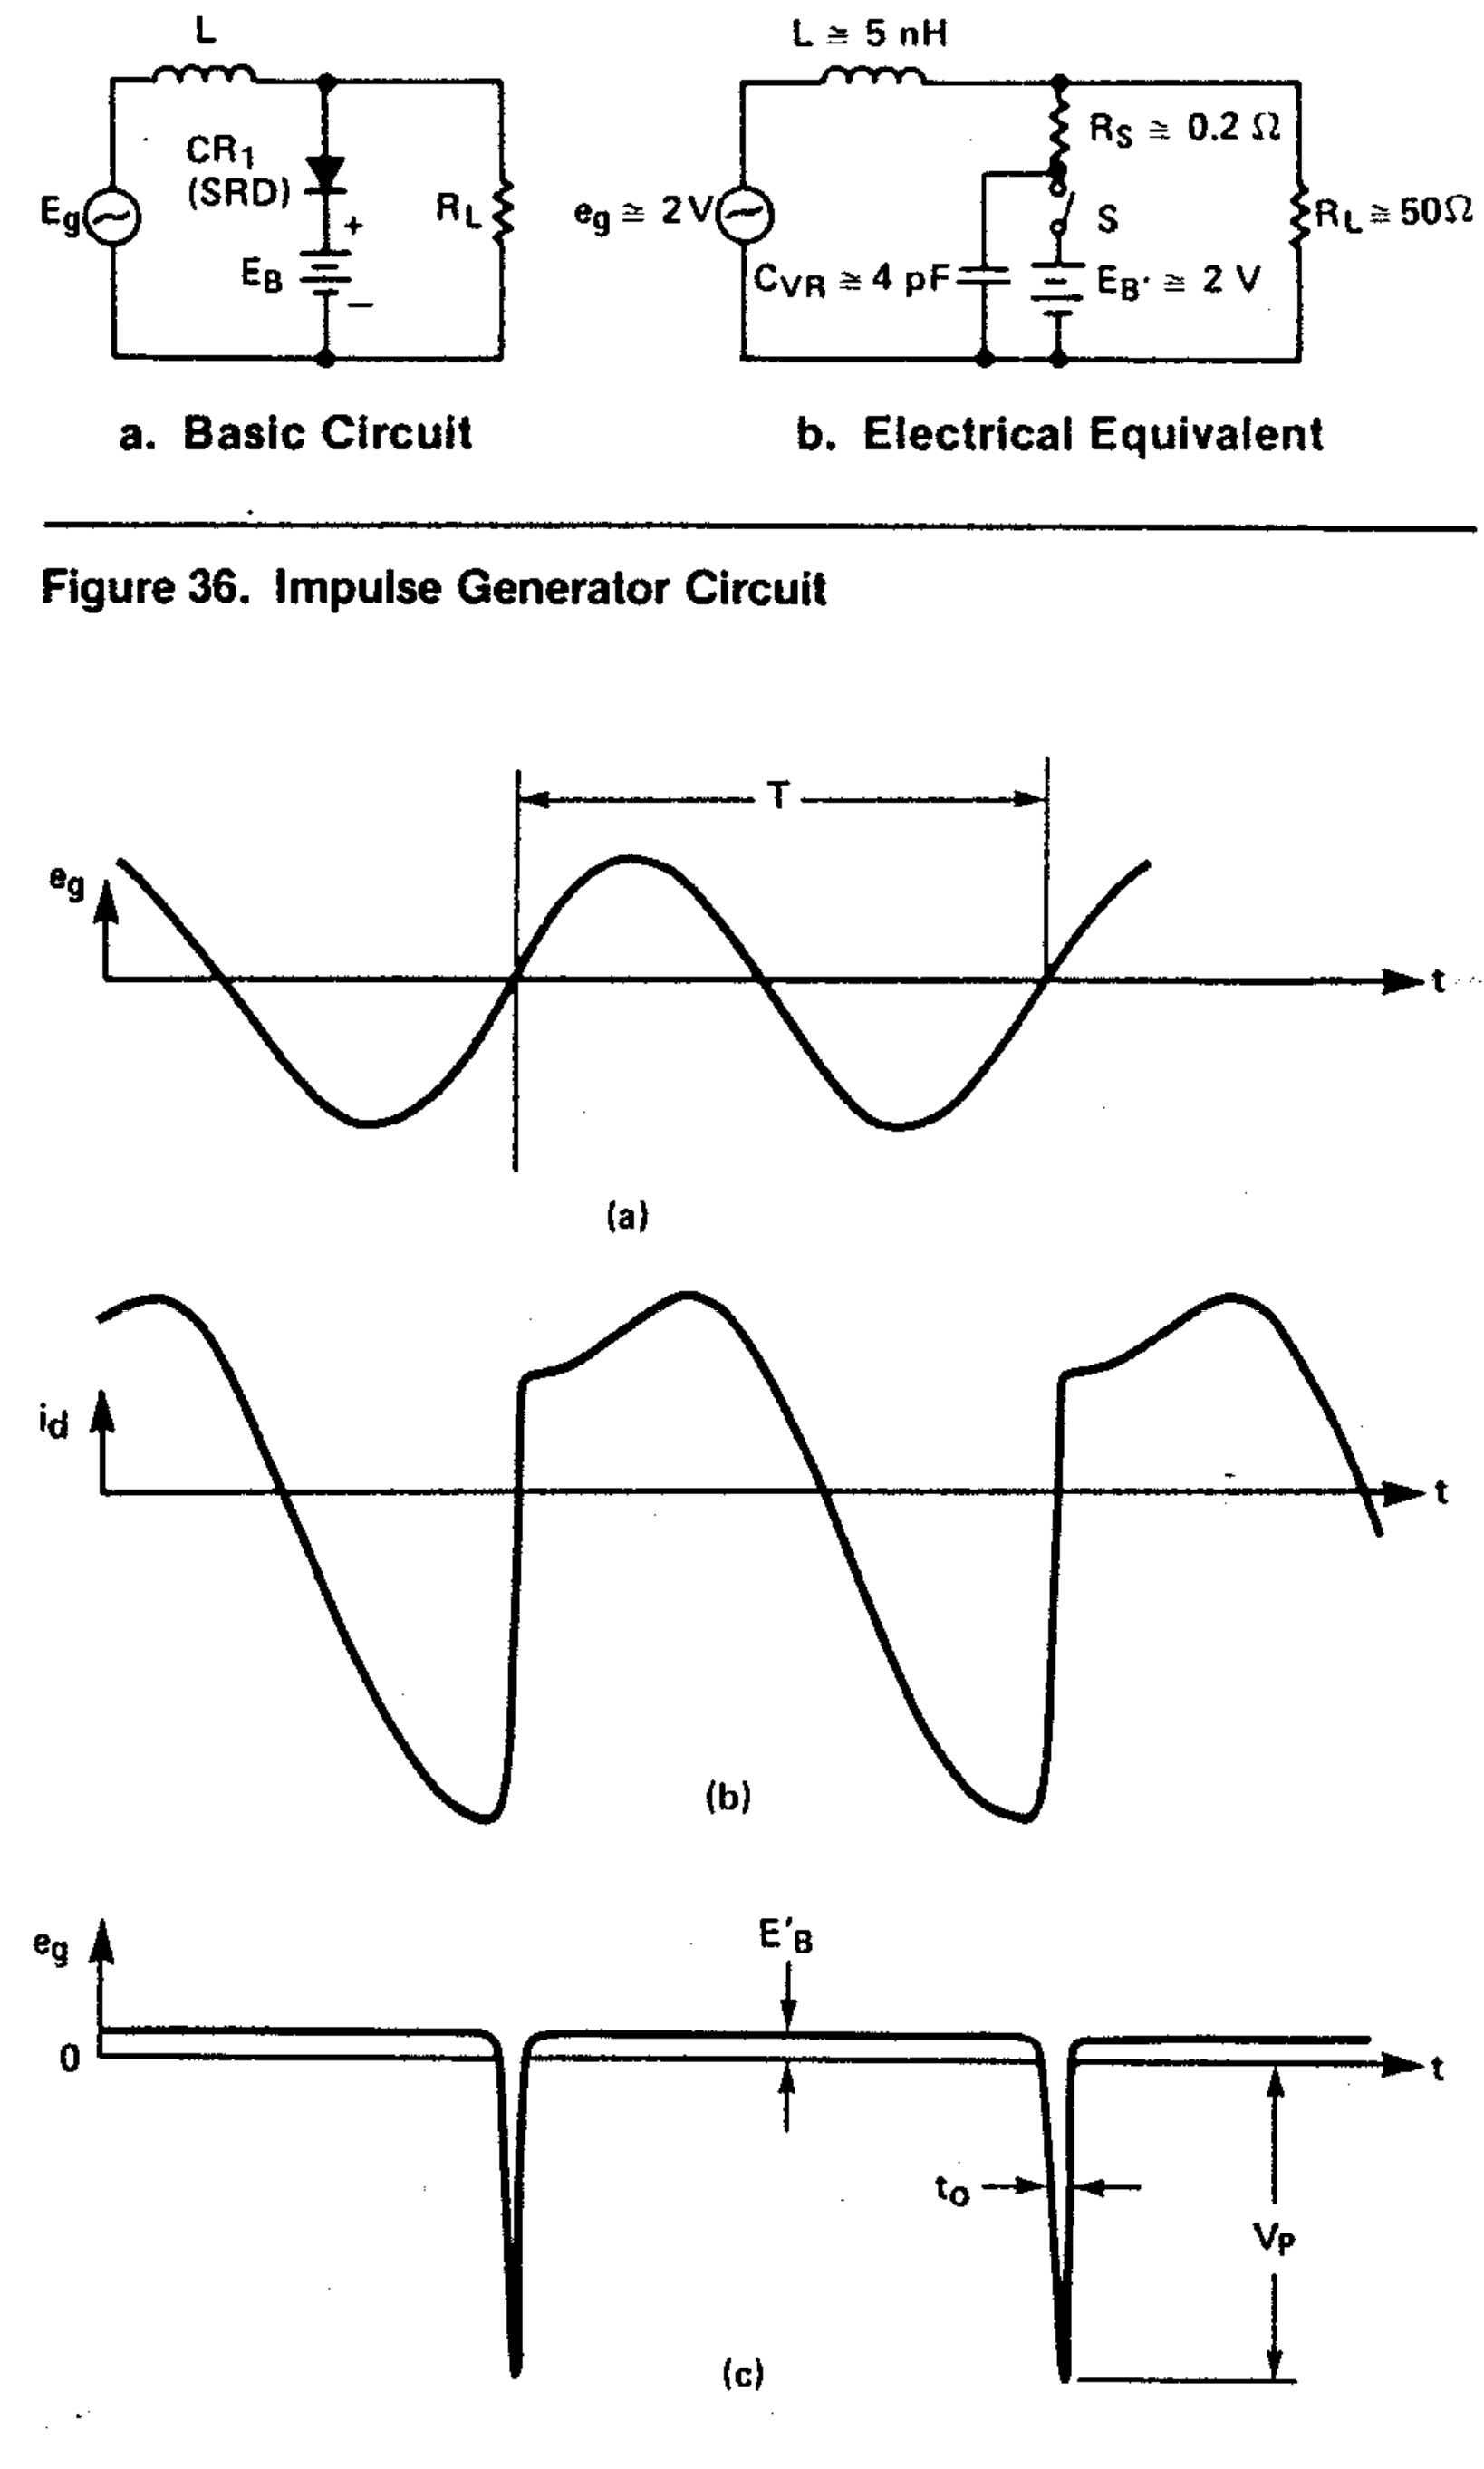 L
CR1
(SRD)
Eg
+
EB
−
RL
a. Basic Circuit
L ≅ 5 nH
RS ≅ 0.2 Ω
eg ≅ 2V
S
RL ≅ 50Ω
CVR ≅ 4 pF
EB' ≅ 2 V
b. Electrical Equivalent
Figure 36. Impulse Generator Circuit
T
eg
t
(a)
id
t
(b)
eg
E'B
0
t
to
VP
(c)